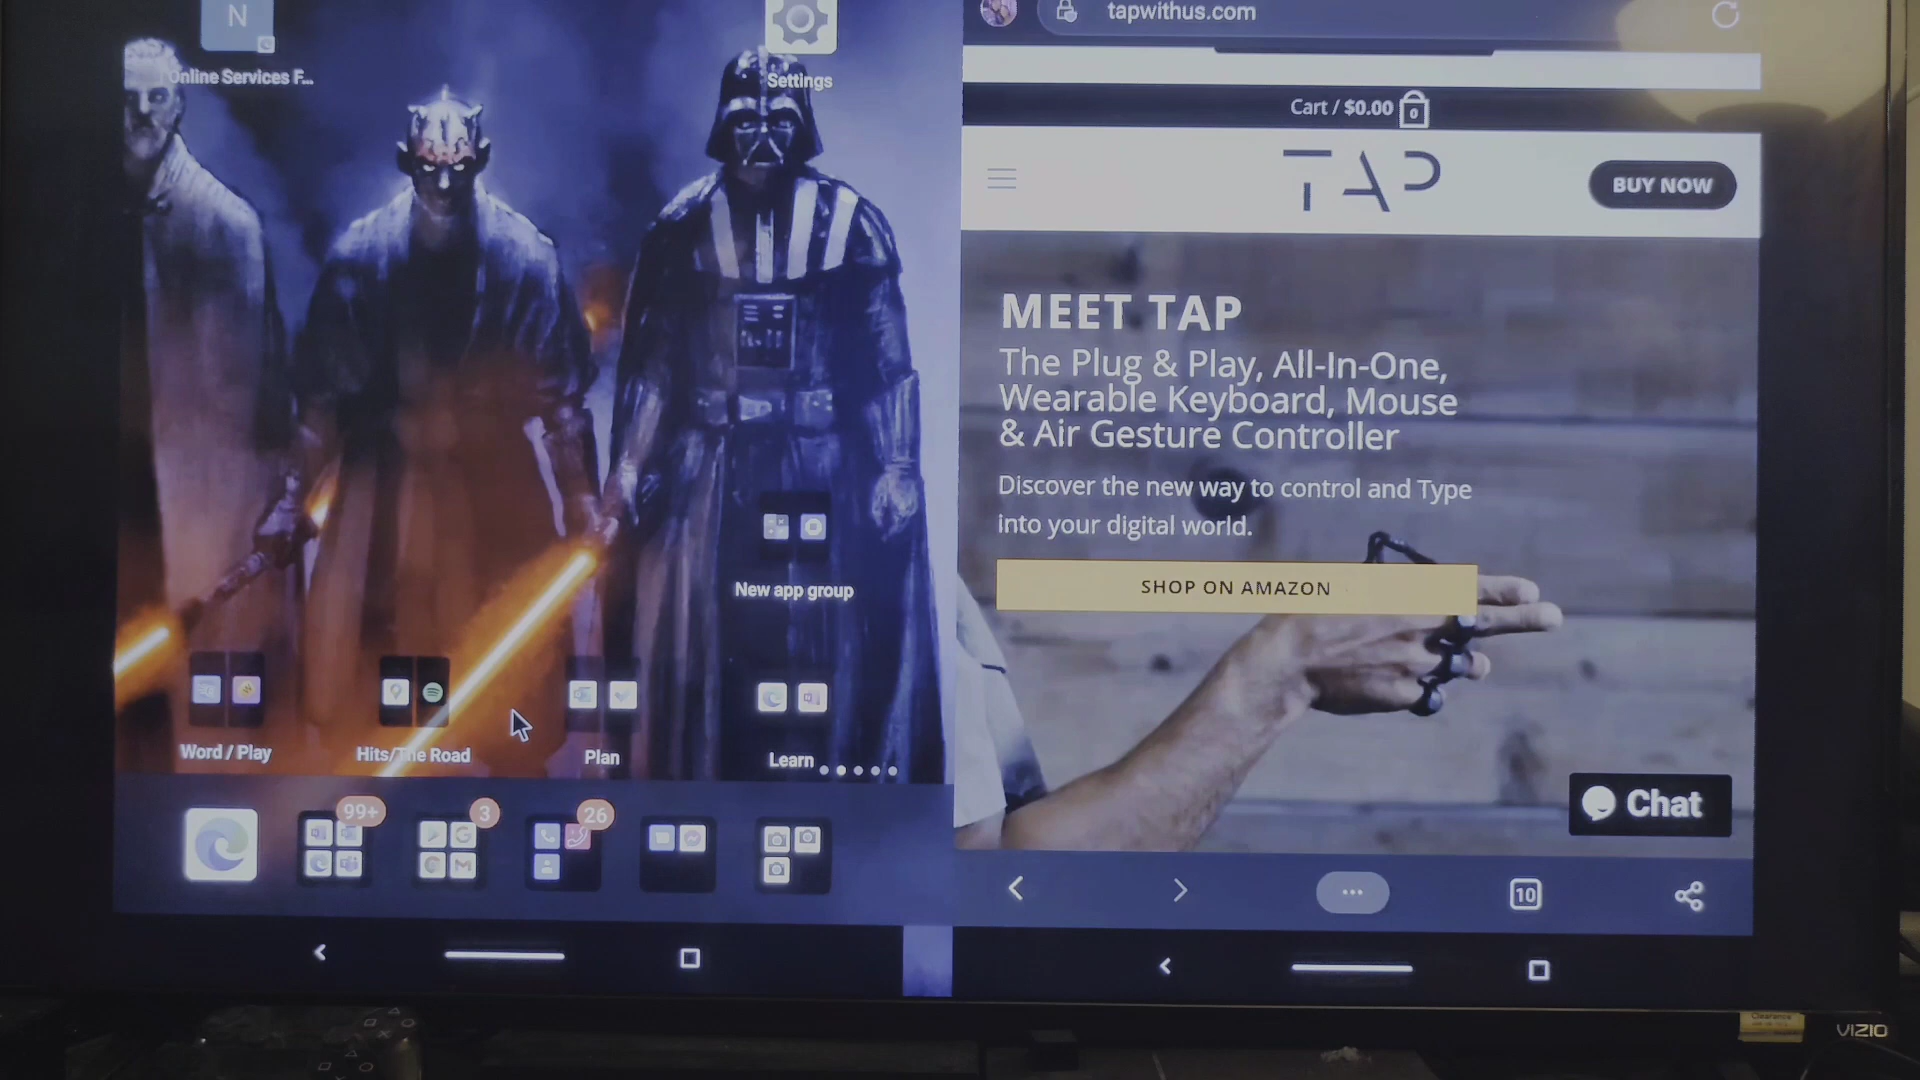 N
Online Services F...
Settings
New app group
Word / Play
Hits/The Road
Plan
Learn
99+
3
26
tapwithus.com
Cart / $0.00
0
TAP
BUY NOW
MEET TAP
The Plug & Play, All-In-One,
Wearable Keyboard, Mouse
& Air Gesture Controller
Discover the new way to control and Type
into your digital world.
SHOP ON AMAZON
Chat
10
Clearance
VIZIO